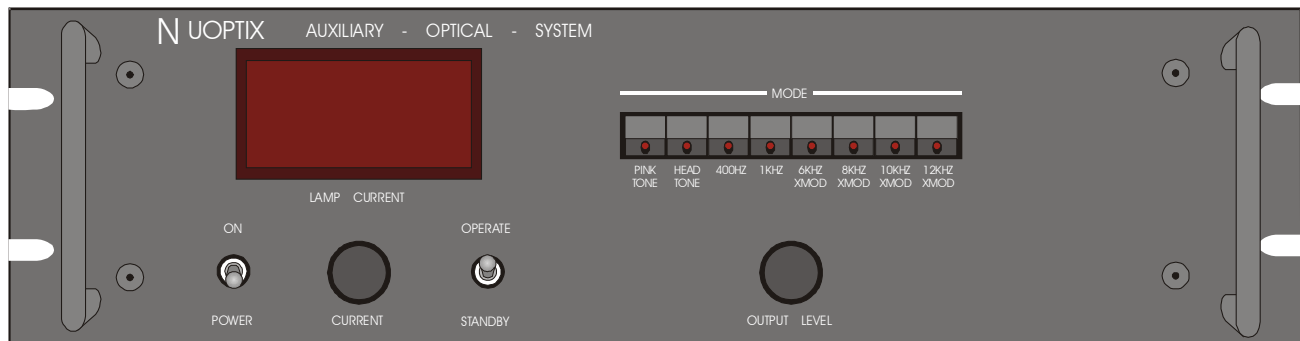 NUOPTIX AUXILIARY - OPTICAL - SYSTEM
MODE
PINK TONE
HEAD TONE
400HZ
1KHZ
6KHZ XMOD
8KHZ XMOD
10KHZ XMOD
12KHZ XMOD
LAMP CURRENT
ON
OPERATE
POWER
CURRENT
STANDBY
OUTPUT LEVEL